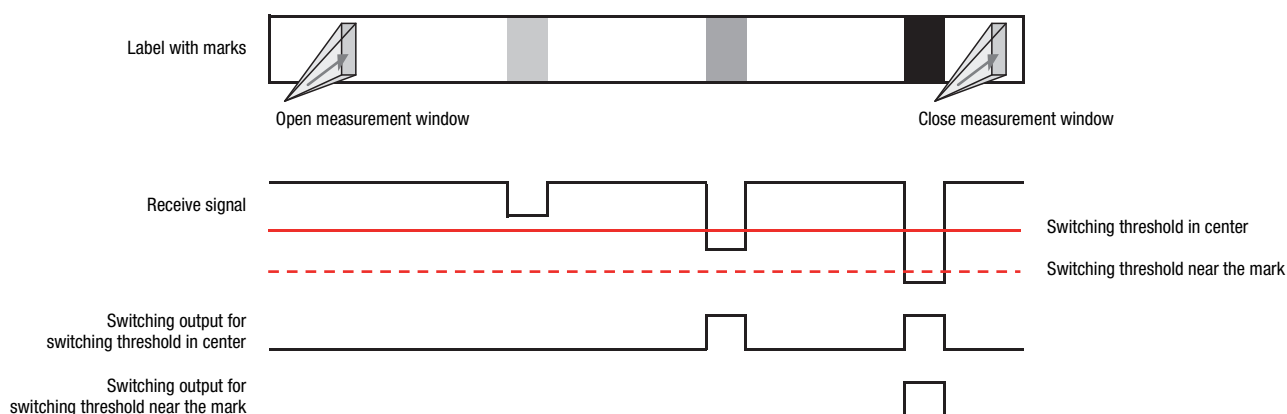 Label with marks
Open measurement window
Close measurement window
Receive signal
Switching threshold in center
Switching threshold near the mark
Switching output for
switching threshold in center
Switching output for
switching threshold near the mark